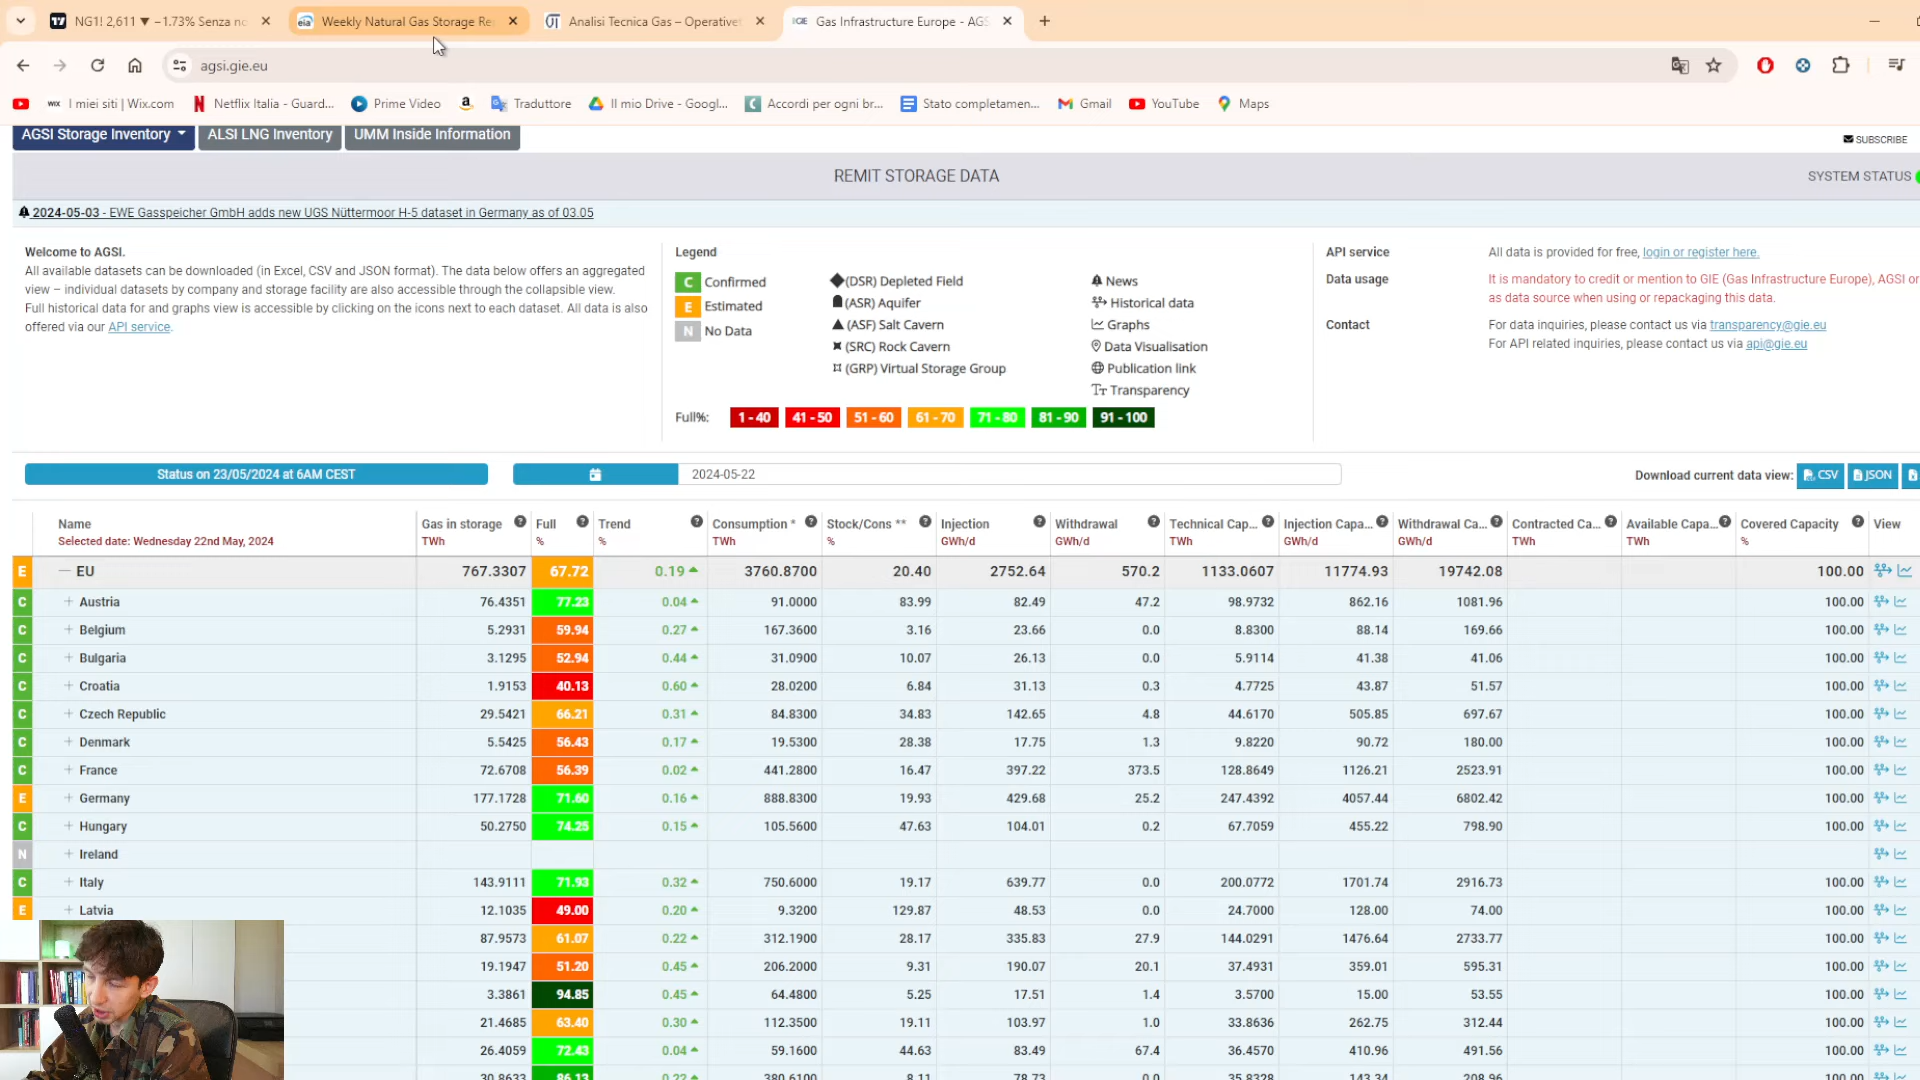 NG1! 2,611 ▼ −1.73% Senza no
Weekly Natural Gas Storage Re
Analisi Tecnica Gas – Operativet
Gas Infrastructure Europe - AGS
agsi.gie.eu
I miei siti | Wix.com
Netflix Italia - Guard...
Prime Video
Traduttore
Il mio Drive - Googl...
Accordi per ogni br...
Stato completamen...
Gmail
YouTube
Maps
AGSI Storage Inventory
ALSI LNG Inventory
UMM Inside Information
SUBSCRIBE
REMIT STORAGE DATA
SYSTEM STATUS
2024-05-03 - EWE Gasspeicher GmbH adds new UGS Nüttermoor H-5 dataset in Germany as of 03.05
Welcome to AGSI.
All available datasets can be downloaded (in Excel, CSV and JSON format). The data below offers an aggregated
view – individual datasets by company and storage facility are also accessible through the collapsible view.
Full historical data for and graphs view is accessible by clicking on the icons next to each dataset. All data is also
offered via our API service.
Legend
C Confirmed
E Estimated
N No Data
(DSR) Depleted Field
(ASR) Aquifer
(ASF) Salt Cavern
(SRC) Rock Cavern
(GRP) Virtual Storage Group
News
Historical data
Graphs
Data Visualisation
Publication link
Transparency
Full%: 1 - 40 41 - 50 51 - 60 61 - 70 71 - 80 81 - 90 91 - 100
API service All data is provided for free, login or register here.
Data usage It is mandatory to credit or mention to GIE (Gas Infrastructure Europe), AGSI or
as data source when using or repackaging this data.
Contact For data inquiries, please contact us via transparency@gie.eu
For API related inquiries, please contact us via api@gie.eu
Status on 23/05/2024 at 6AM CEST
2024-05-22
Download current data view: CSV JSON
Name Gas in storage Full Trend Consumption * Stock/Cons ** Injection Withdrawal Technical Cap... Injection Capa... Withdrawal Ca... Contracted Ca... Available Capa... Covered Capacity View
Selected date: Wednesday 22nd May, 2024 TWh % % TWh % GWh/d GWh/d TWh GWh/d GWh/d TWh TWh %
E EU 767.3307 67.72 0.19 3760.8700 20.40 2752.64 570.2 1133.0607 11774.93 19742.08 100.00
C Austria 76.4351 77.23 0.04 91.0000 83.99 82.49 47.2 98.9732 862.16 1081.96 100.00
C Belgium 5.2931 59.94 0.27 167.3600 3.16 23.66 0.0 8.8300 88.14 169.66 100.00
C Bulgaria 3.1295 52.94 0.44 31.0900 10.07 26.13 0.0 5.9114 41.38 41.06 100.00
C Croatia 1.9153 40.13 0.60 28.0200 6.84 31.13 0.3 4.7725 43.87 51.57 100.00
C Czech Republic 29.5421 66.21 0.31 84.8300 34.83 142.65 4.8 44.6170 505.85 697.67 100.00
C Denmark 5.5425 56.43 0.17 19.5300 28.38 17.75 1.3 9.8220 90.72 180.00 100.00
C France 72.6708 56.39 0.02 441.2800 16.47 397.22 373.5 128.8649 1126.21 2523.91 100.00
E Germany 177.1728 71.60 0.16 888.8300 19.93 429.68 25.2 247.4392 4057.44 6802.42 100.00
C Hungary 50.2750 74.25 0.15 105.5600 47.63 104.01 0.2 67.7059 455.22 798.90 100.00
N Ireland
C Italy 143.9111 71.93 0.32 750.6000 19.17 639.77 0.0 200.0772 1701.74 2916.73 100.00
E Latvia 12.1035 49.00 0.20 9.3200 129.87 48.53 0.0 24.7000 128.00 74.00 100.00
87.9573 61.07 0.22 312.1900 28.17 335.83 27.9 144.0291 1476.64 2733.77 100.00
19.1947 51.20 0.45 206.2000 9.31 190.07 20.1 37.4931 359.01 595.31 100.00
3.3861 94.85 0.45 64.4800 5.25 17.51 1.4 3.5700 15.00 53.55 100.00
21.4685 63.40 0.30 112.3500 19.11 103.97 1.0 33.8636 262.75 312.44 100.00
26.4059 72.43 0.04 59.1600 44.63 83.49 67.4 36.4570 410.96 491.56 100.00
30.8633 86.13 0.22 380.6100 8.11 78.73 0.0 35.8328 143.34 208.96 100.00